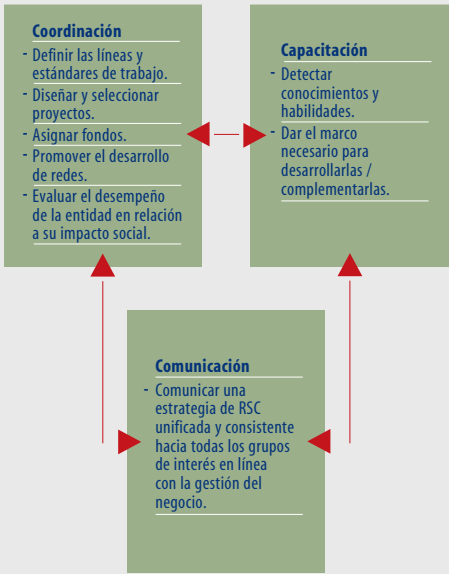 Coordinación
- Definir las líneas y
estándares de trabajo.
- Diseñar y seleccionar
proyectos.
- Asignar fondos.
- Promover el desarrollo
de redes.
- Evaluar el desempeño
de la entidad en relación
a su impacto social.
Capacitación
- Detectar
conocimientos y
habilidades.
- Dar el marco
necesario para
desarrollarlas /
complementarlas.
Comunicación
- Comunicar una
estrategia de RSC
unificada y consistente
hacia todas los grupos
de interés en línea
con la gestión del
negocio.